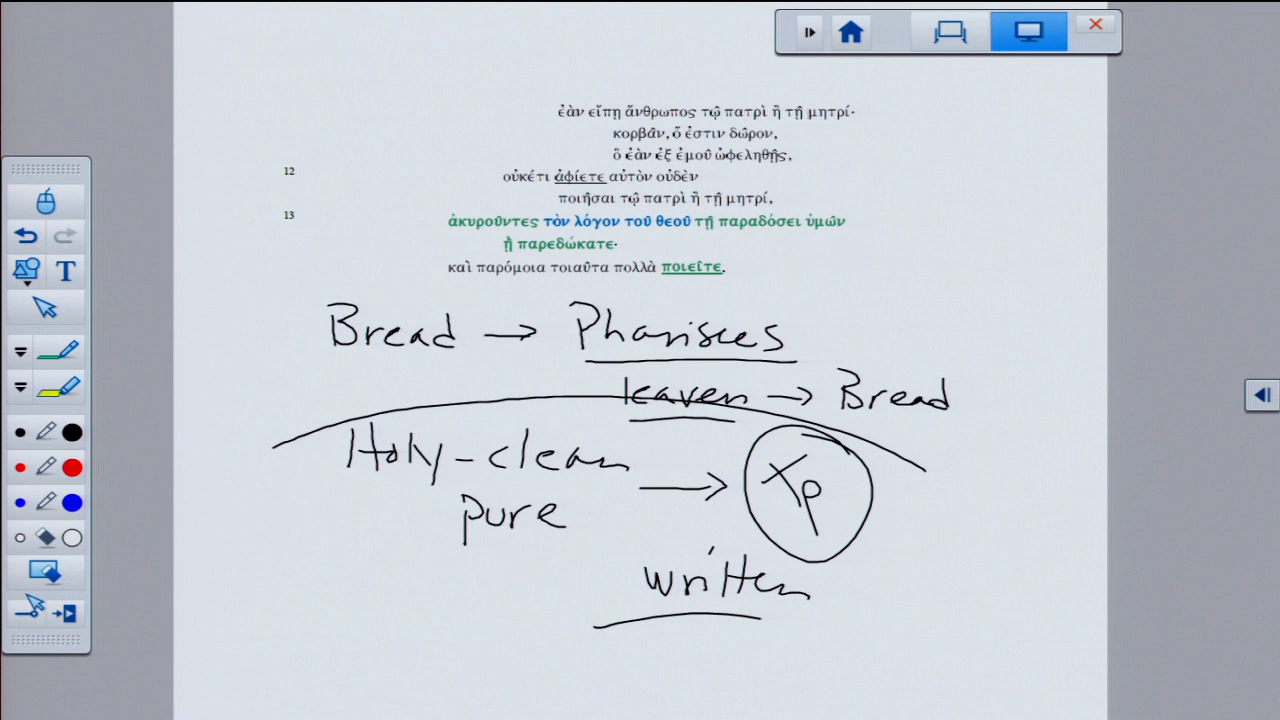 ἐὰν εἴπῃ ἄνθρωπος τῷ πατρὶ ἢ τῇ μητρί·
κορβᾶν, ὅ ἐστιν δῶρον,
ὃ ἐὰν ἐξ ἐμοῦ ὠφεληθῇς,
12 οὐκέτι ἀφίετε αὐτὸν οὐδὲν
ποιῆσαι τῷ πατρὶ ἢ τῇ μητρί,
13 ἀκυροῦντες τὸν λόγον τοῦ θεοῦ τῇ παραδόσει ὑμῶν
ᾗ παρεδώκατε·
καὶ παρόμοια τοιαῦτα πολλὰ ποιεῖτε.
Bread → Pharisees
leaven → Bread
Holy - clean
pure → Χρ
written
T